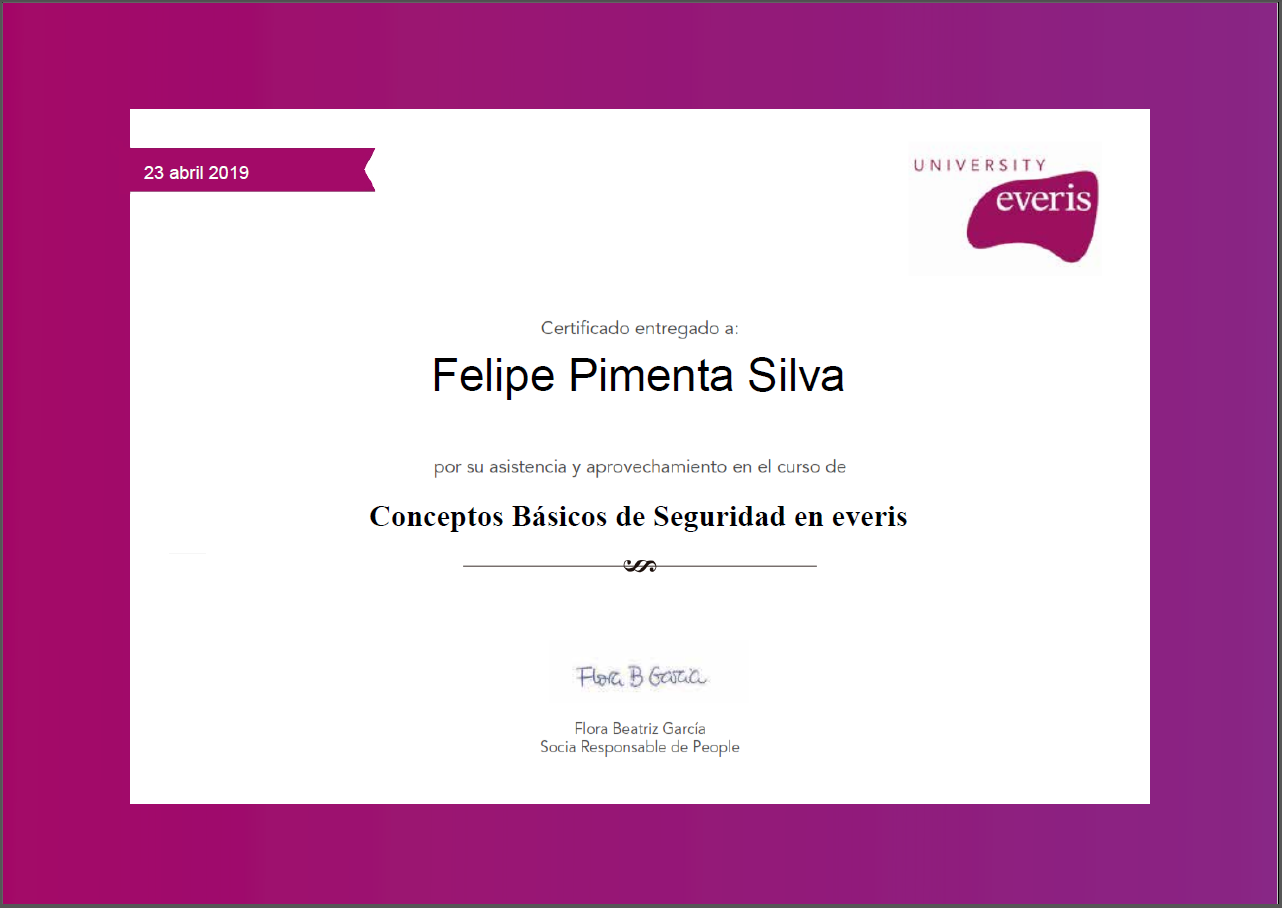 23 abril 2019
UNIVERSITY
everis
Certificado entregado a:
Felipe Pimenta Silva
por su asistencia y aprovechamiento en el curso de
Conceptos Básicos de Seguridad en everis
Flora B Garcia
Flora Beatriz García
Socia Responsable de People